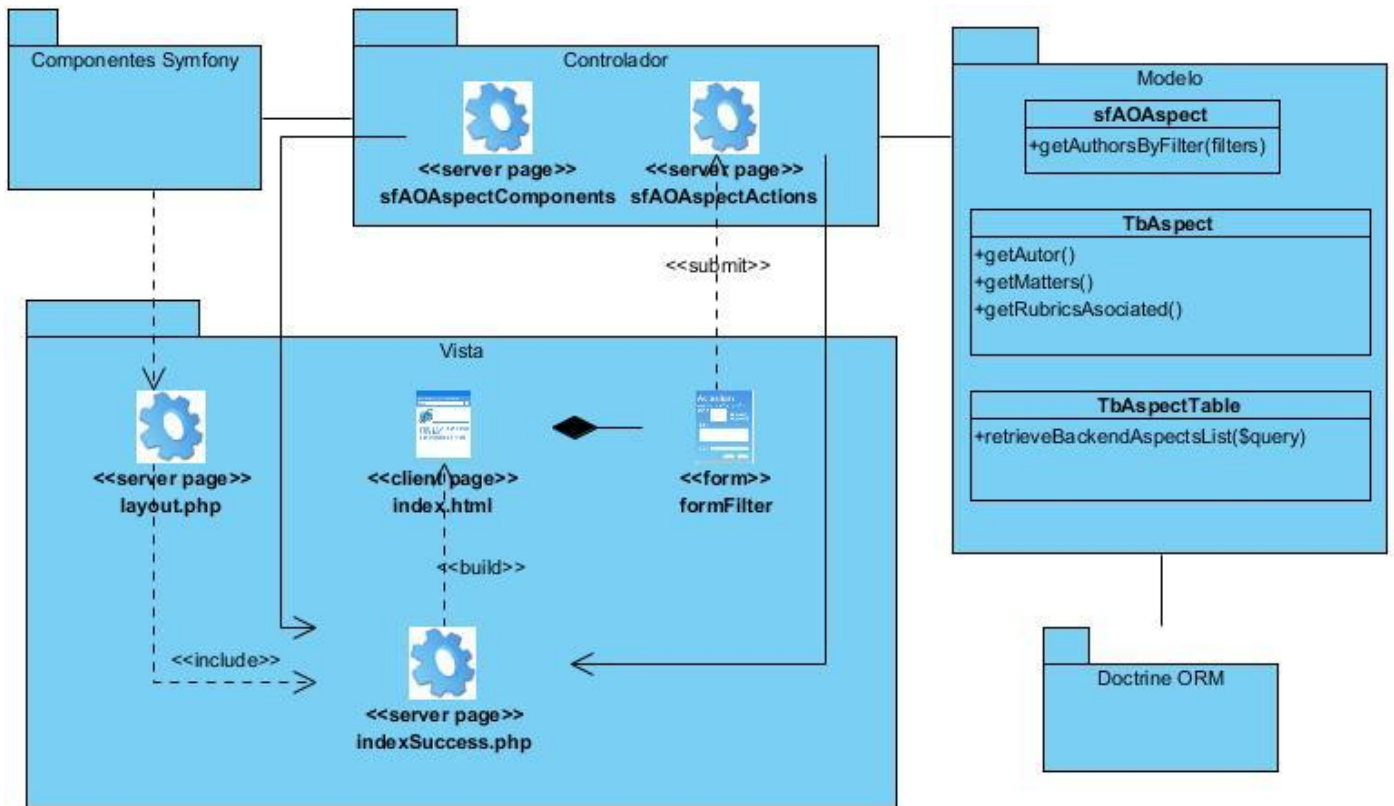 Componentes Symfony
Controlador
<<server page>>
sfAOAspectComponents
<<server page>>
sfAOAspectActions
Modelo
sfAOAspect
+getAuthorsByFilter(filters)
TbAspect
+getAutor()
+getMatters()
+getRubricsAsociated()
TbAspectTable
+retrieveBackendAspectsList($query)
<<submit>>
Vista
<<server page>>
layout.php
<<client page>>
index.html
<<form>>
formFilter
<<build>>
<<include>>
<<server page>>
indexSuccess.php
Doctrine ORM